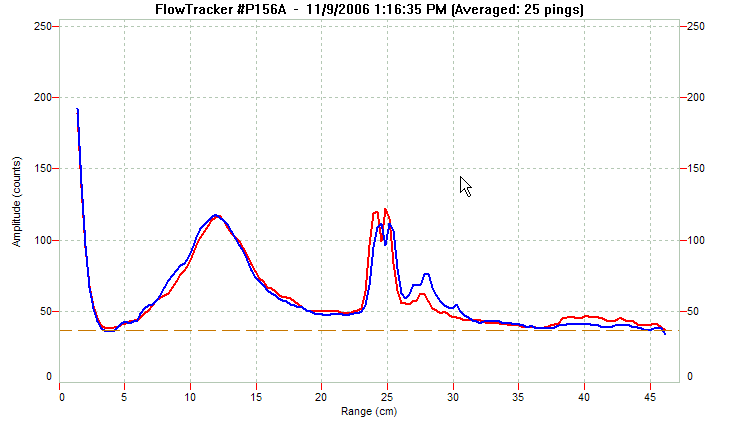 FlowTracker #P156A - 11/9/2006 1:16:35 PM (Averaged: 25 pings)
250 250
200 200
150 150
Amplitude (counts)
100 100
50 50
0 0
0 5 10 15 20 25 30 35 40 45
Range (cm)